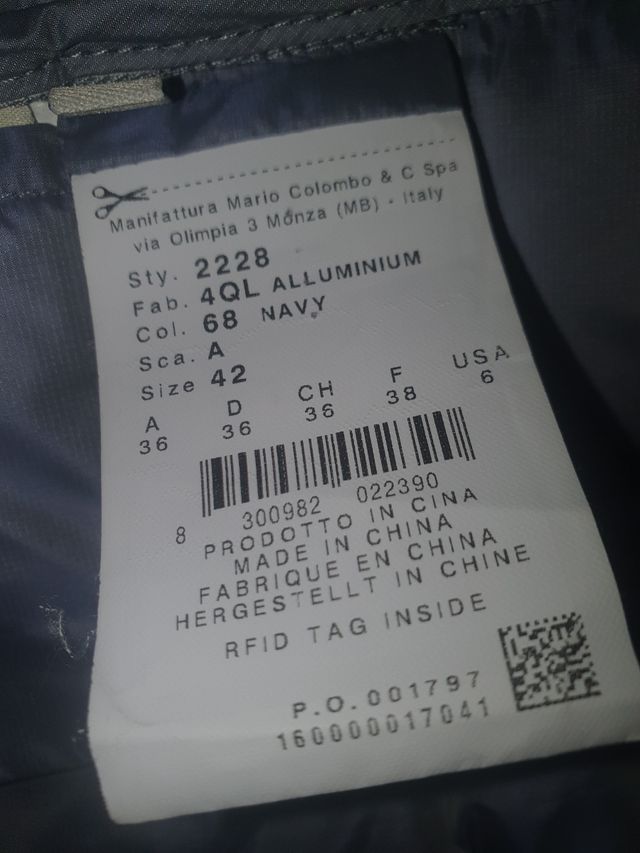 Manifattura Mario Colombo & C Spa
via Olimpia 3 Monza (MB) - Italy
Sty. 2228
Fab. 4QL ALLUMINIUM
Col. 68 NAVY
Sca. A
Size 42
A D CH F USA
36 36 36 38 6
8 300982 022390
PRODOTTO IN CINA
MADE IN CHINA
FABRIQUE EN CHINA
HERGESTELLT IN CHINE
RFID TAG INSIDE
P.O. 001797
160000017041